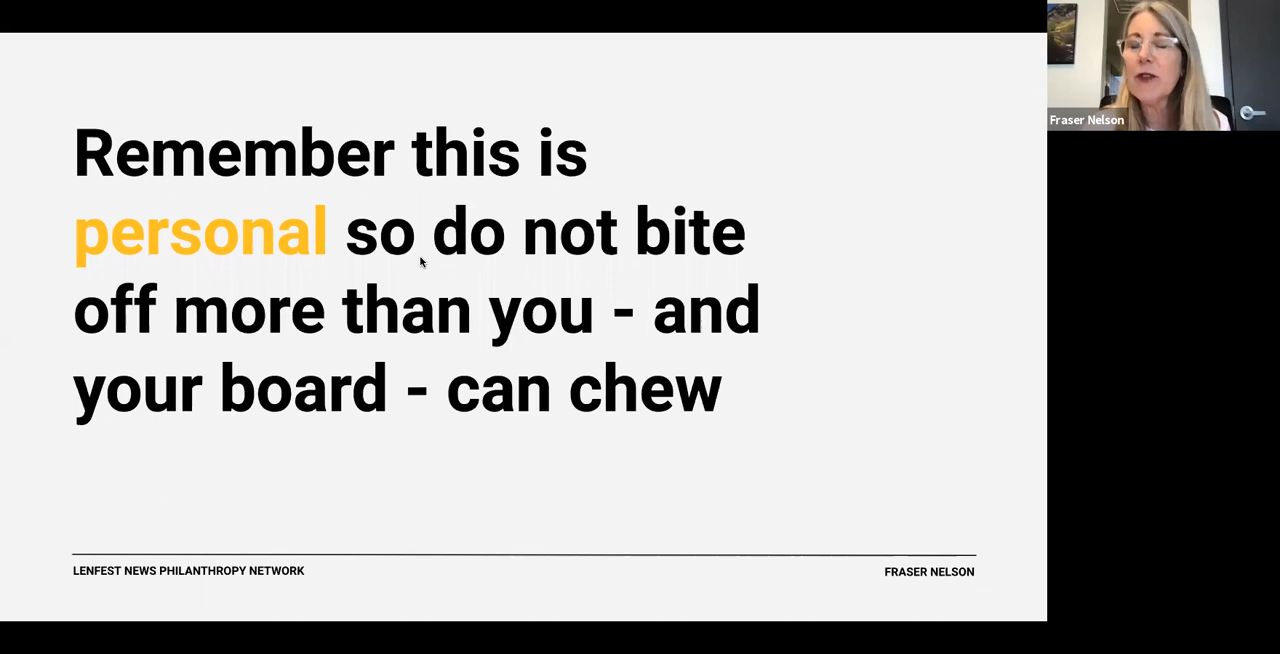 Remember this is
personal so do not bite
off more than you - and
your board - can chew
LENFEST NEWS PHILANTHROPY NETWORK
FRASER NELSON
Fraser Nelson